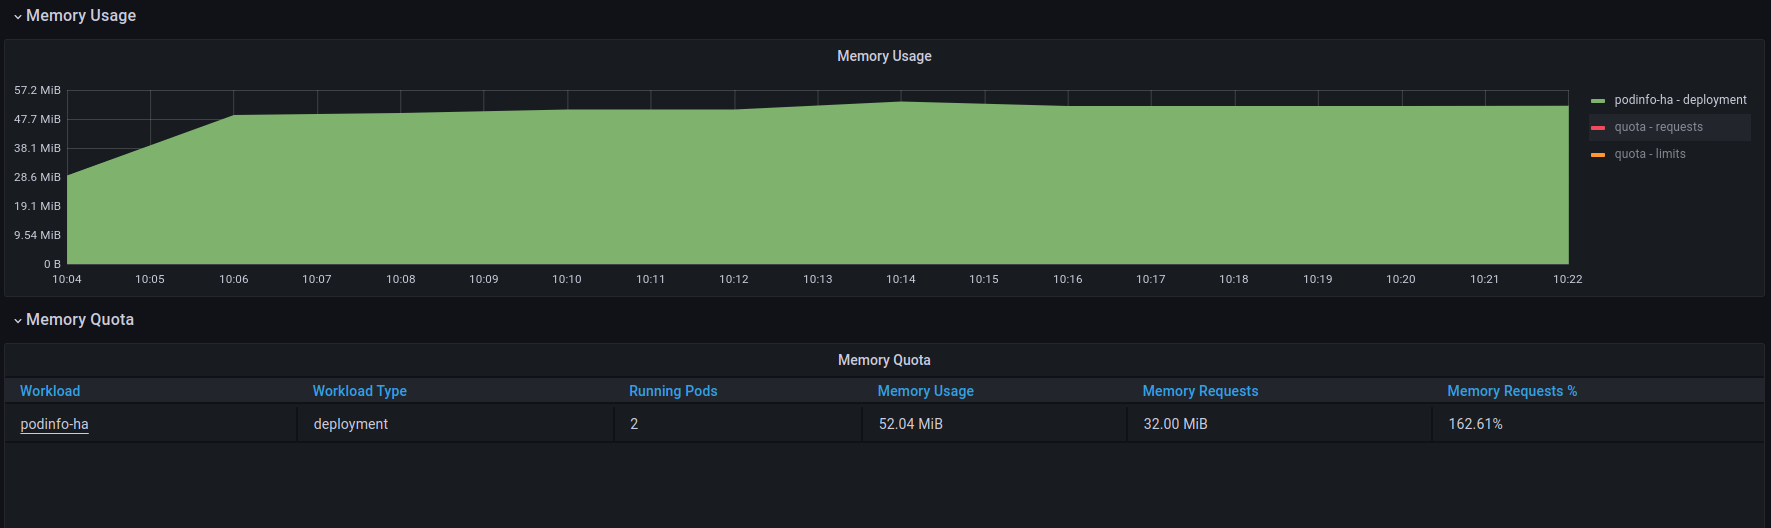 Memory Usage
Memory Usage
57.2 MiB
47.7 MiB
38.1 MiB
28.6 MiB
19.1 MiB
9.54 MiB
0 B
10:04 10:05 10:06 10:07 10:08 10:09 10:10 10:11 10:12 10:13 10:14 10:15 10:16 10:17 10:18 10:19 10:20 10:21 10:22
podinfo-ha - deployment
quota - requests
quota - limits
Memory Quota
Memory Quota
Workload Workload Type Running Pods Memory Usage Memory Requests Memory Requests %
podinfo-ha deployment 2 52.04 MiB 32.00 MiB 162.61%